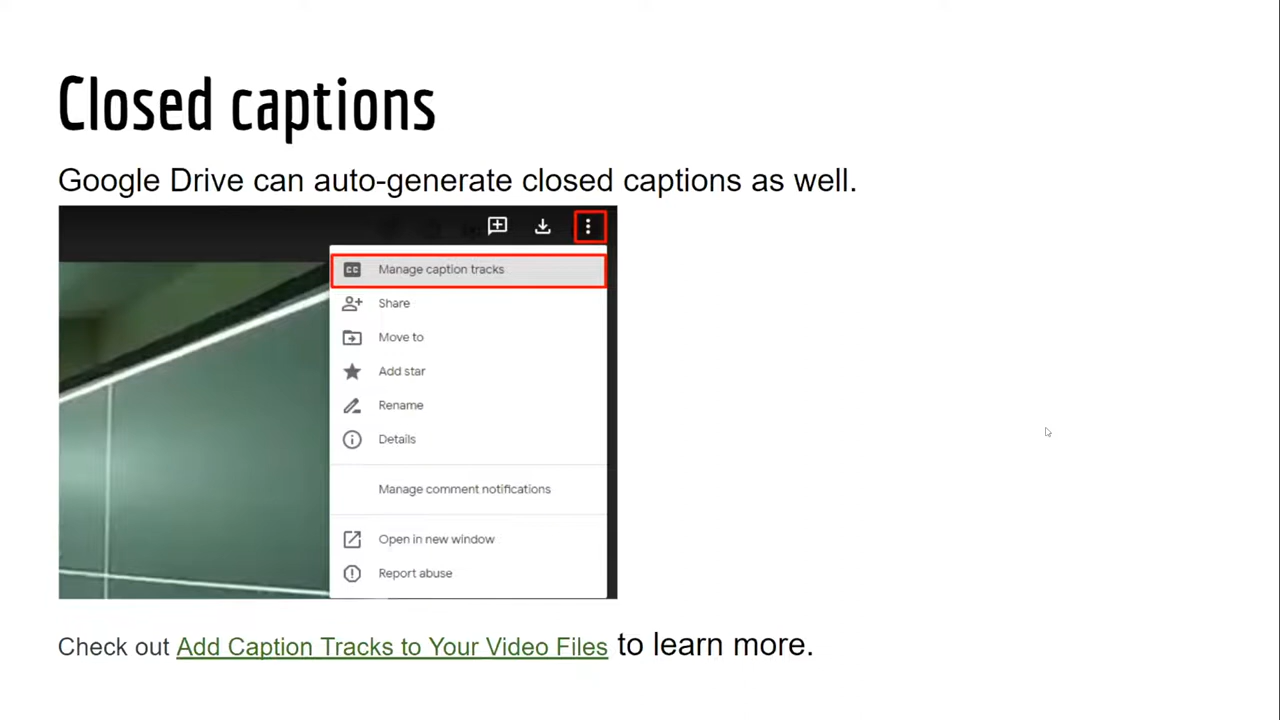 Closed captions
Google Drive can auto-generate closed captions as well.
CC Manage caption tracks
Share
Move to
Add star
Rename
Details
Manage comment notifications
Open in new window
Report abuse
Check out Add Caption Tracks to Your Video Files to learn more.